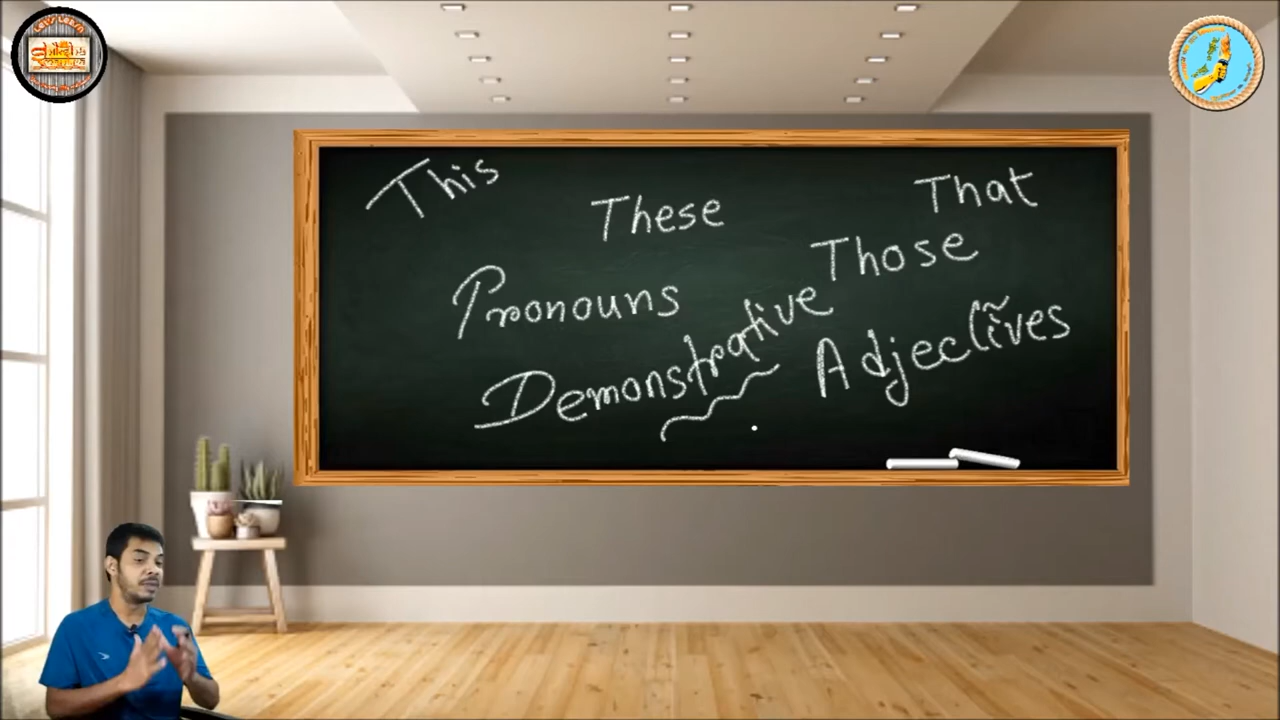 This
These
That
Those
Pronouns
Demonstrative
Adjectives